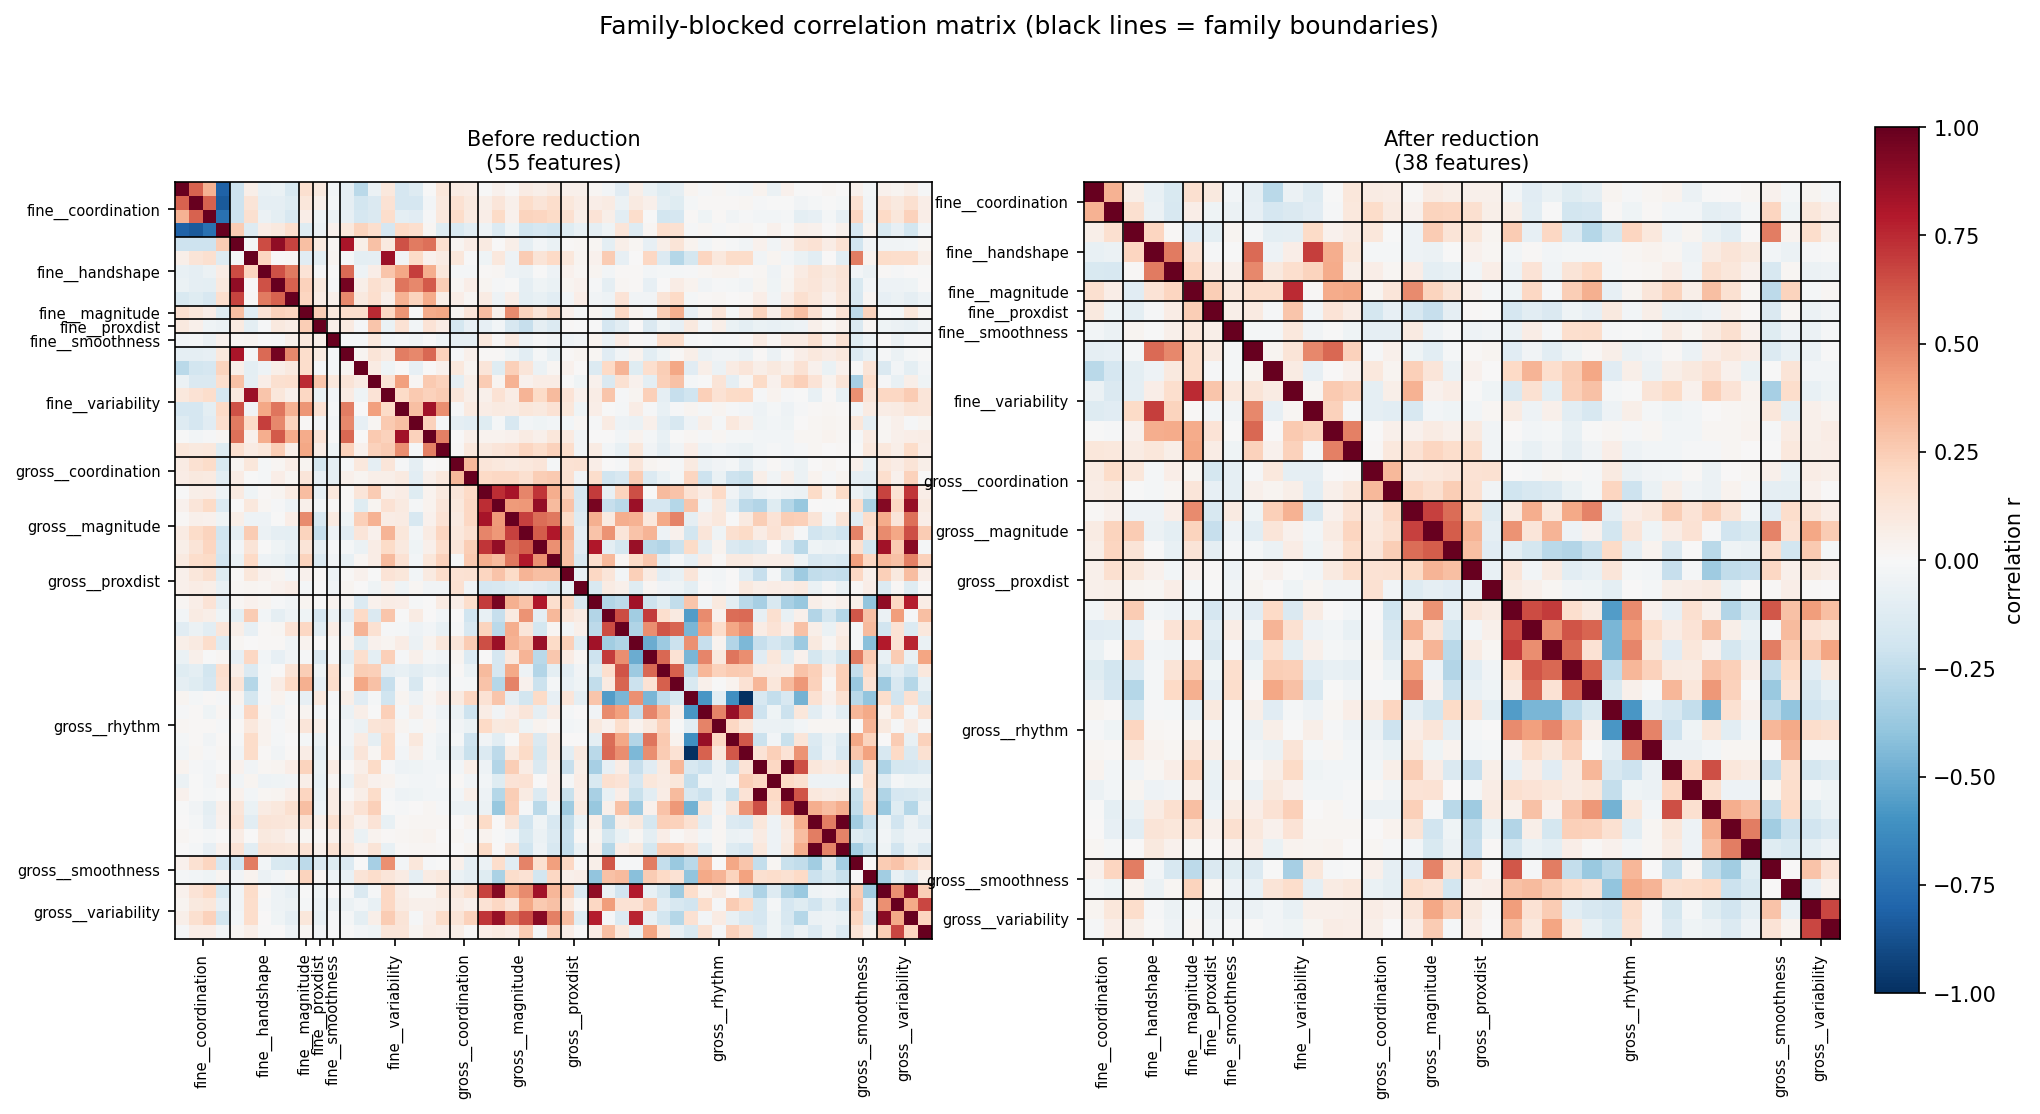 Family-blocked correlation matrix (black lines = family boundaries)
Before reduction
(55 features)
fine__coordination
fine__handshape
fine__magnitude
fine__proxdist
fine__smoothness
fine__variability
gross__coordination
gross__magnitude
gross__proxdist
gross__rhythm
gross__smoothness
gross__variability
fine__coordination
fine__handshape
fine__magnitude
fine__proxdist
fine__smoothness
fine__variability
gross__coordination
gross__magnitude
gross__proxdist
gross__rhythm
gross__smoothness
gross__variability
After reduction
(38 features)
fine__coordination
fine__handshape
fine__magnitude
fine__proxdist
fine__smoothness
fine__variability
gross__coordination
gross__magnitude
gross__proxdist
gross__rhythm
gross__smoothness
gross__variability
fine__coordination
fine__handshape
fine__magnitude
fine__proxdist
fine__smoothness
fine__variability
gross__coordination
gross__magnitude
gross__proxdist
gross__rhythm
gross__smoothness
gross__variability
1.00
0.75
0.50
0.25
0.00
−0.25
−0.50
−0.75
−1.00
correlation r